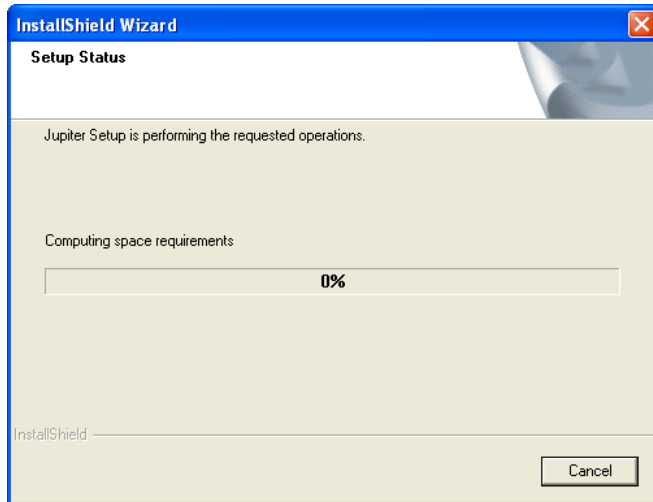 InstallShield Wizard
Setup Status
Jupiter Setup is performing the requested operations.
Computing space requirements
0%
InstallShield
Cancel